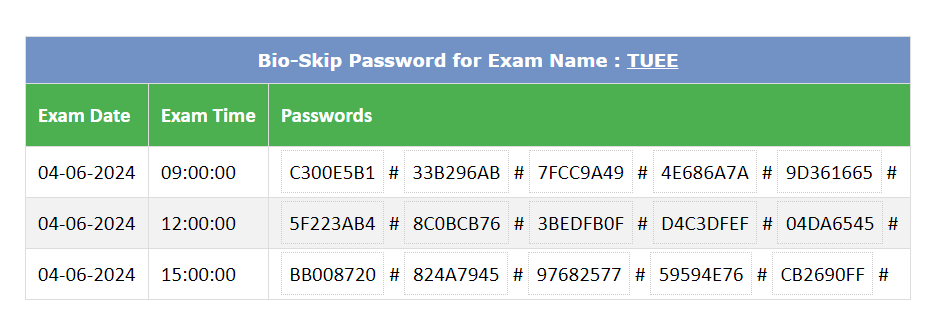 Bio-Skip Password for Exam Name : TUEE
Exam Date Exam Time Passwords
04-06-2024 09:00:00 C300E5B1 # 33B296AB # 7FCC9A49 # 4E686A7A # 9D361665 #
04-06-2024 12:00:00 5F223AB4 # 8C0BCB76 # 3BEDFB0F # D4C3DFEF # 04DA6545 #
04-06-2024 15:00:00 BB008720 # 824A7945 # 97682577 # 59594E76 # CB2690FF #